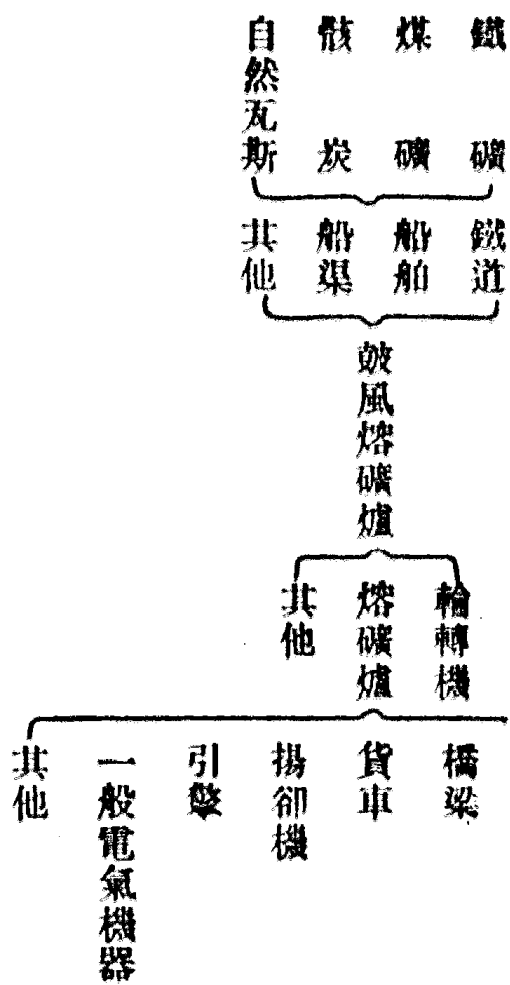 鐵礦
煤礦
骸炭
自然瓦斯
鐵道
船舶
船渠
其他
鼓風熔礦爐
輪轉機
熔礦爐
其他
橋梁
貨車
揚卸機
引擎
一般電氣機器
其他